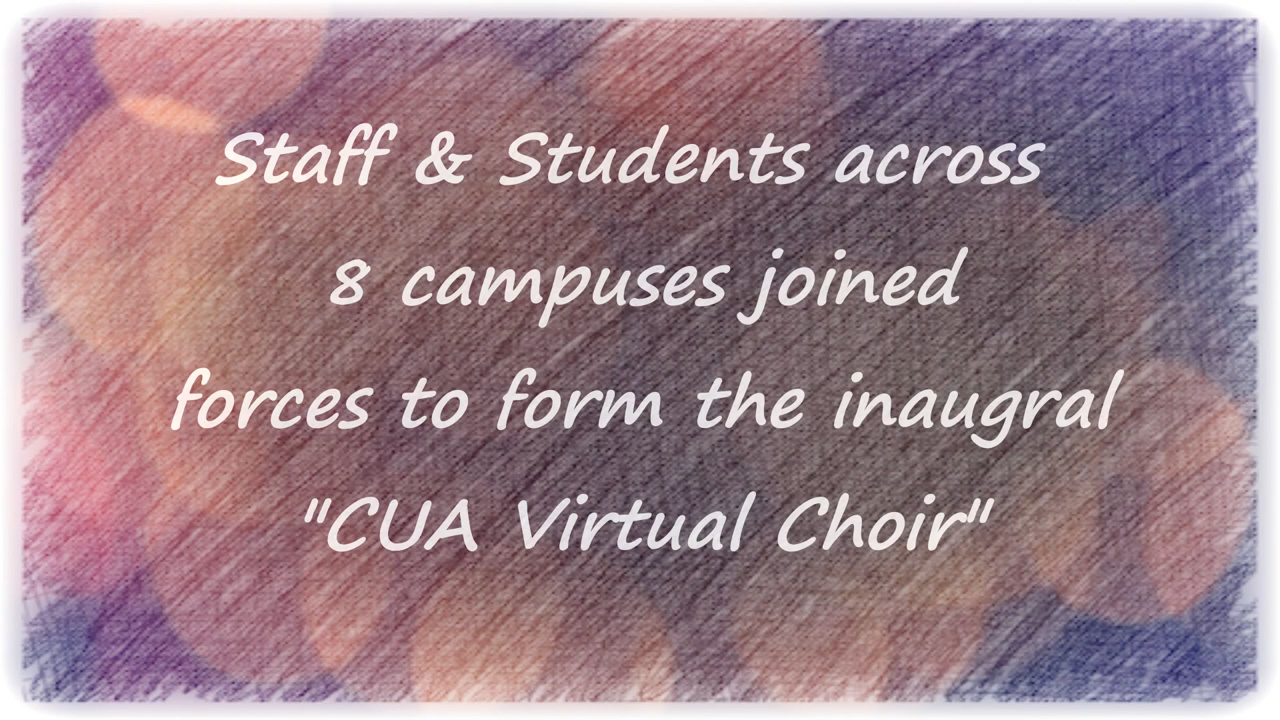 Staff & Students across
8 campuses joined
forces to form the inaugral
"CUA Virtual Choir"